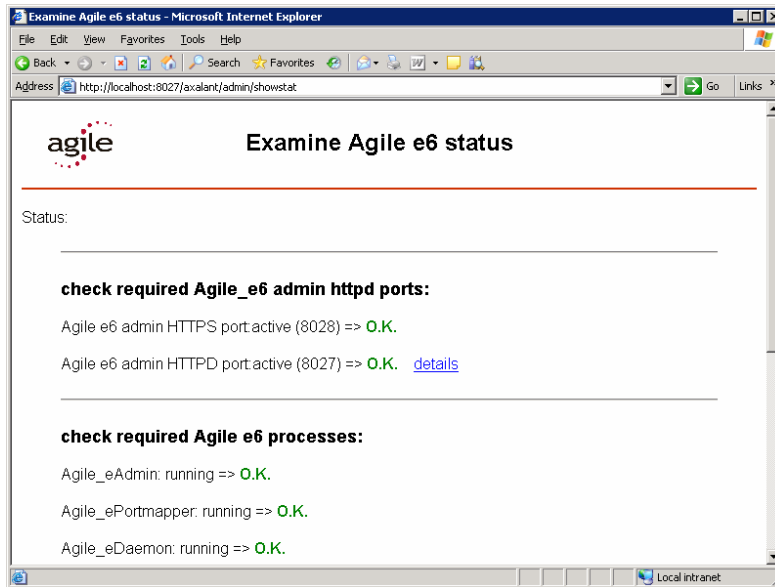 Examine Agile e6 status - Microsoft Internet Explorer
File Edit View Favorites Tools Help
Back Search Favorites
Address http://localhost:8027/axalant/admin/showstat Go Links »
agile
Examine Agile e6 status
Status:
check required Agile_e6 admin httpd ports:
Agile e6 admin HTTPS port:active (8028) => O.K.
Agile e6 admin HTTPD port:active (8027) => O.K. details
check required Agile e6 processes:
Agile_eAdmin: running => O.K.
Agile_ePortmapper: running => O.K.
Agile_eDaemon: running => O.K.
Local intranet